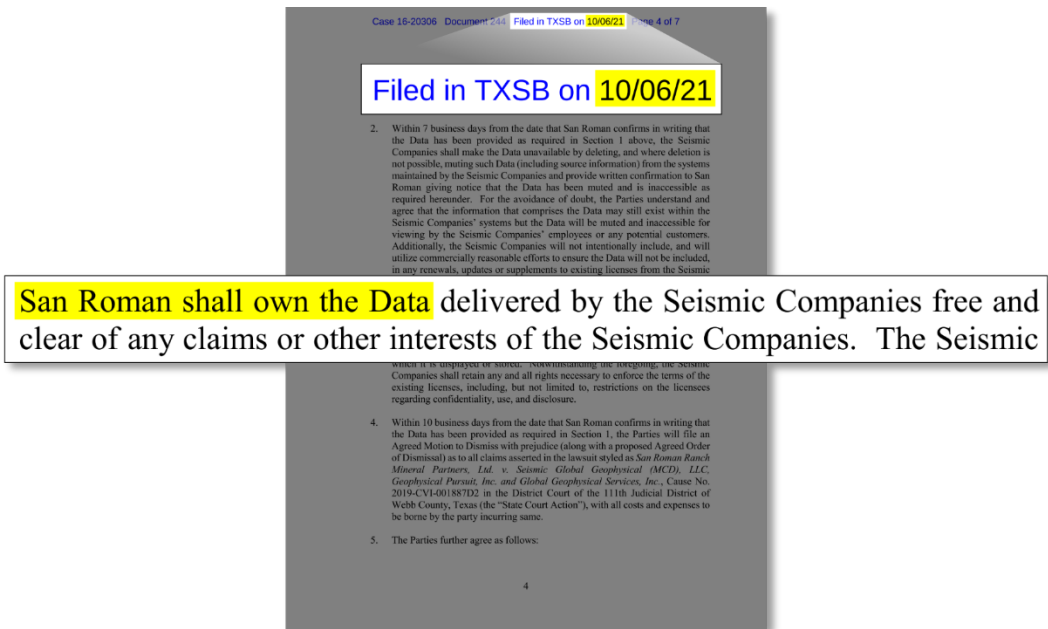 Case 16-20306 Document 244 Filed in TXSB on 10/06/21 Page 4 of 7
Filed in TXSB on 10/06/21
2. Within 7 business days from the date that San Roman confirms in writing that
the Data has been provided as required in Section 1 above, the Seismic
Companies shall make the Data unavailable by deleting, and where deletion is
not possible, muting such Data (including source information) from the systems
maintained by the Seismic Companies and provide written confirmation to San
Roman giving notice that the Data has been muted and is inaccessible as
required hereunder. For the avoidance of doubt, the Parties understand and
agree that the information that comprises the Data may still exist within the
Seismic Companies' systems but the Data will be muted and inaccessible for
viewing by the Seismic Companies' employees or any potential customers.
Additionally, the Seismic Companies will not intentionally include, and will
utilize commercially reasonable efforts to ensure the Data will not be included,
in any renewals, updates or supplements to existing licenses from the Seismic
San Roman shall own the Data delivered by the Seismic Companies free and
clear of any claims or other interests of the Seismic Companies. The Seismic
which it is displayed or stored. Notwithstanding the foregoing, the Seismic
Companies shall retain any and all rights necessary to enforce the terms of the
existing licenses, including, but not limited to, restrictions on the licensees
regarding confidentiality, use, and disclosure.
4. Within 10 business days from the date that San Roman confirms in writing that
the Data has been provided as required in Section 1, the Parties will file an
Agreed Motion to Dismiss with prejudice (along with a proposed Agreed Order
of Dismissal) as to all claims asserted in the lawsuit styled as San Roman Ranch
Mineral Partners, Ltd. v. Seismic Global Geophysical (MCD), LLC,
Geophysical Pursuit, Inc. and Global Geophysical Services, Inc., Cause No.
2019-CVI-001887D2 in the District Court of the 111th Judicial District of
Webb County, Texas (the "State Court Action"), with all costs and expenses to
be borne by the party incurring same.
5. The Parties further agree as follows:
4